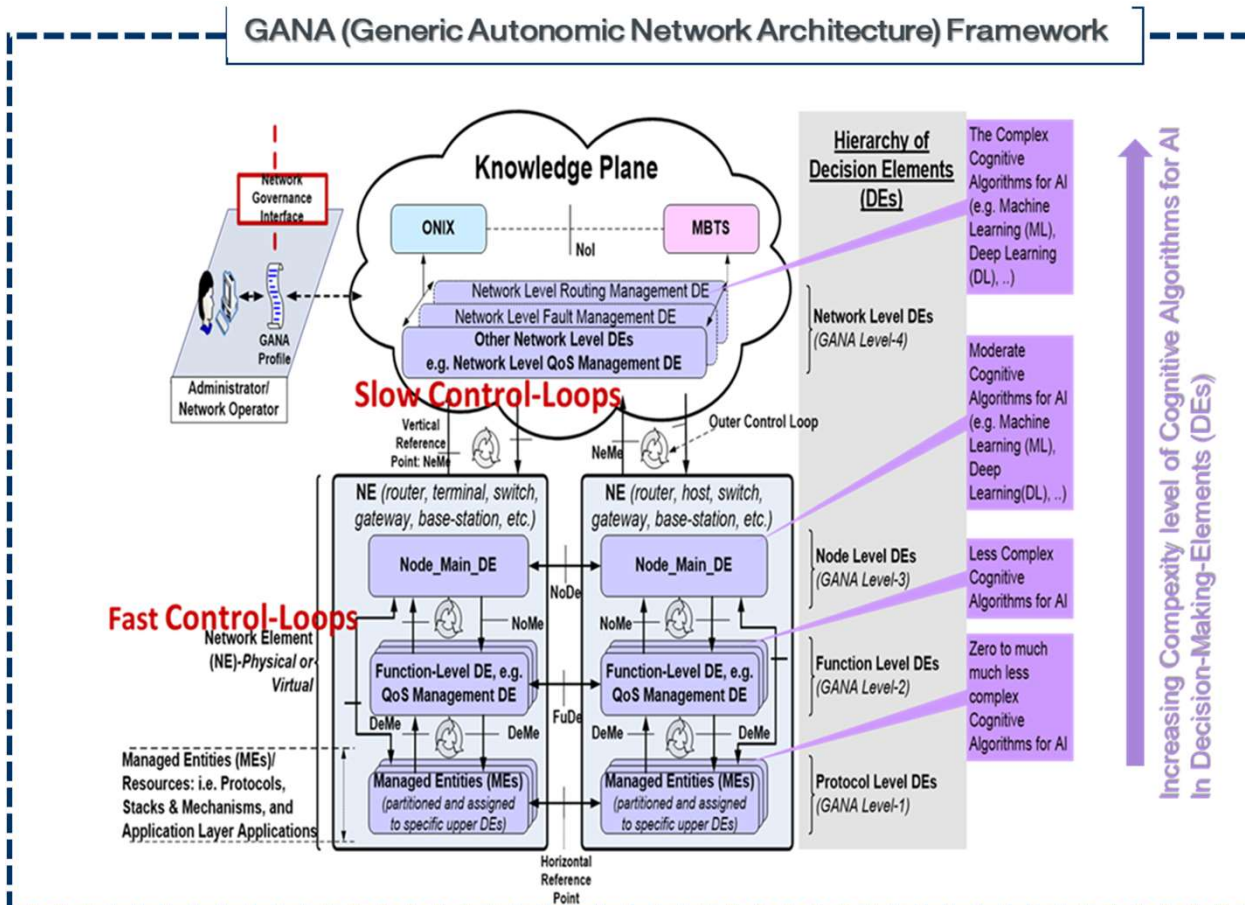 GANA (Generic Autonomic Network Architecture) Framework
Network
Governance
Interface
GANA
Profile
Administrator/
Network Operator
Knowledge Plane
ONIX
MBTS
NoI
Network Level Routing Management DE
Network Level Fault Management DE
Other Network Level DEs
e.g. Network Level QoS Management DE
Slow Control-Loops
Vertical
Reference
Point: NeMe
NeMe
Outer Control Loop
NE (router, terminal, switch,
gateway, base-station, etc.)
NE (router, host, switch,
gateway, base-station, etc.)
Node_Main_DE
Node_Main_DE
NoDe
Fast Control-Loops
NoMe
NoMe
NoMe
Network Element
(NE)-Physical or
Virtual
Function-Level DE, e.g.
QoS Management DE
Function-Level DE, e.g.
QoS Management DE
FuDe
DeMe
DeMe
DeMe
DeMe
Managed Entities (MEs)/
Resources: i.e. Protocols,
Stacks & Mechanisms, and
Application Layer Applications
Managed Entities (MEs)
(partitioned and assigned
to specific upper DEs)
Managed Entities (MEs)
(partitioned and assigned
to specific upper DEs)
Horizontal
Reference
Point
Hierarchy of
Decision Elements
(DEs)
Network Level DEs
(GANA Level-4)
Node Level DEs
(GANA Level-3)
Function Level DEs
(GANA Level-2)
Protocol Level DEs
(GANA Level-1)
The Complex
Cognitive
Algorithms for AI
(e.g. Machine
Learning (ML),
Deep Learning
(DL), ..)
Moderate
Cognitive
Algorithms for AI
(e.g. Machine
Learning (ML),
Deep
Learning(DL), ..)
Less Complex
Cognitive
Algorithms for AI
Zero to much
much less
complex
Cognitive
Algorithms for AI
Increasing Compexity level of Cognitive Algorithms for AI
In Decision-Making-Elements (DEs)